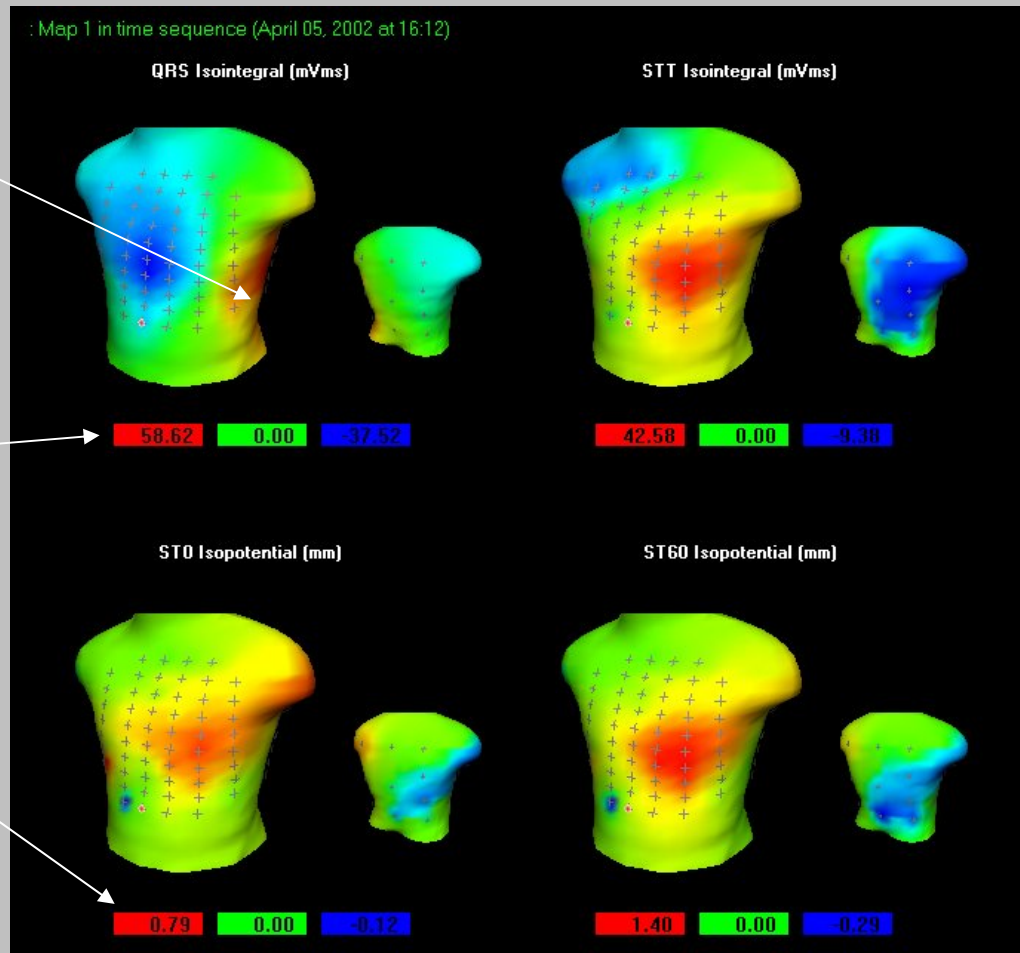 : Map 1 in time sequence (April 05, 2002 at 16:12)
QRS Isointegral (mVms)
STT Isointegral (mVms)
58.62 0.00 -37.52
42.58 0.00 -9.38
ST0 Isopotential (mm)
ST60 Isopotential (mm)
0.79 0.00 -0.12
1.40 0.00 -0.29